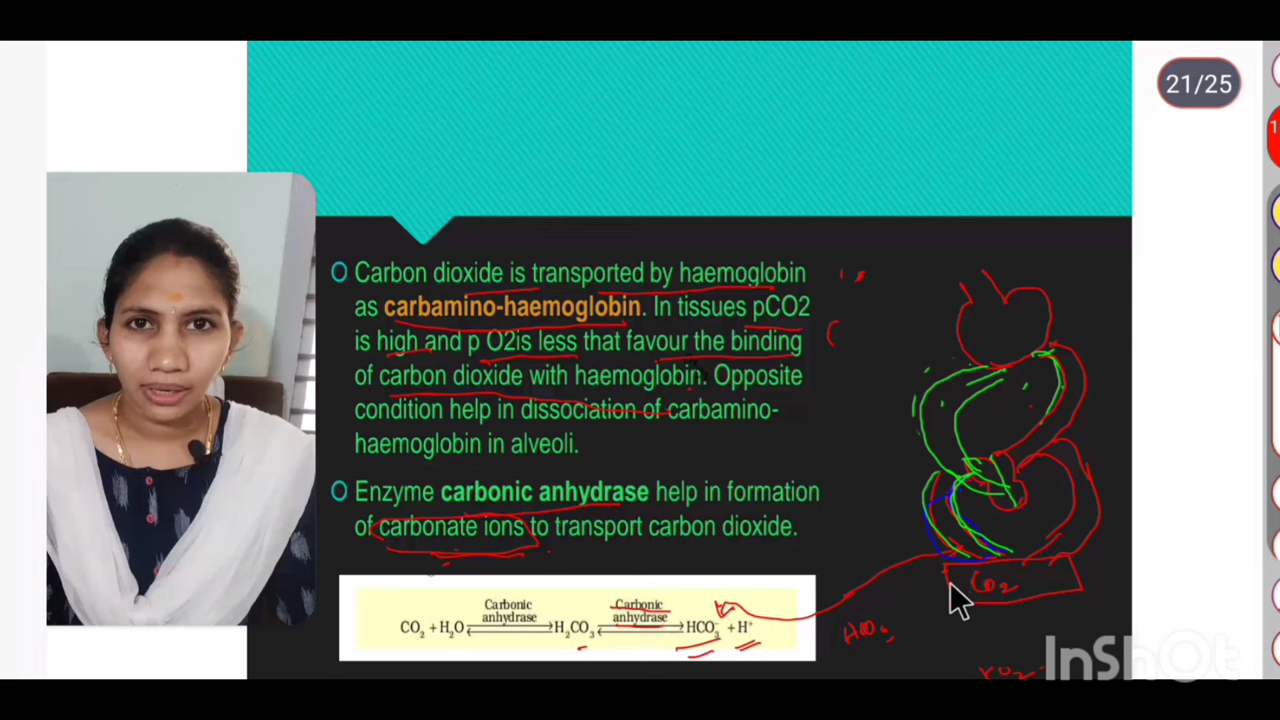 21/25
Carbon dioxide is transported by haemoglobin
as carbamino-haemoglobin. In tissues pCO2
is high and p O2is less that favour the binding
of carbon dioxide with haemoglobin. Opposite
condition help in dissociation of carbamino-
haemoglobin in alveoli.
Enzyme carbonic anhydrase help in formation
of carbonate ions to transport carbon dioxide.
CO₂
Carbonic anhydrase Carbonic anhydrase
CO₂ + H₂O ⇌ H₂CO₃ ⇌ HCO₃⁻ + H⁺
InShot